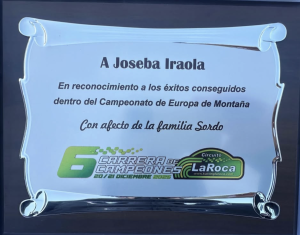 A Joseba Iraola
En reconocimiento a los éxitos conseguidos
dentro del Campeonato de Europa de Montaña
Con afecto de la familia Sordo
6 CARRERA DE
CAMPEONES
20/21 DICIEMBRE 2025
Circuito
LaRoca